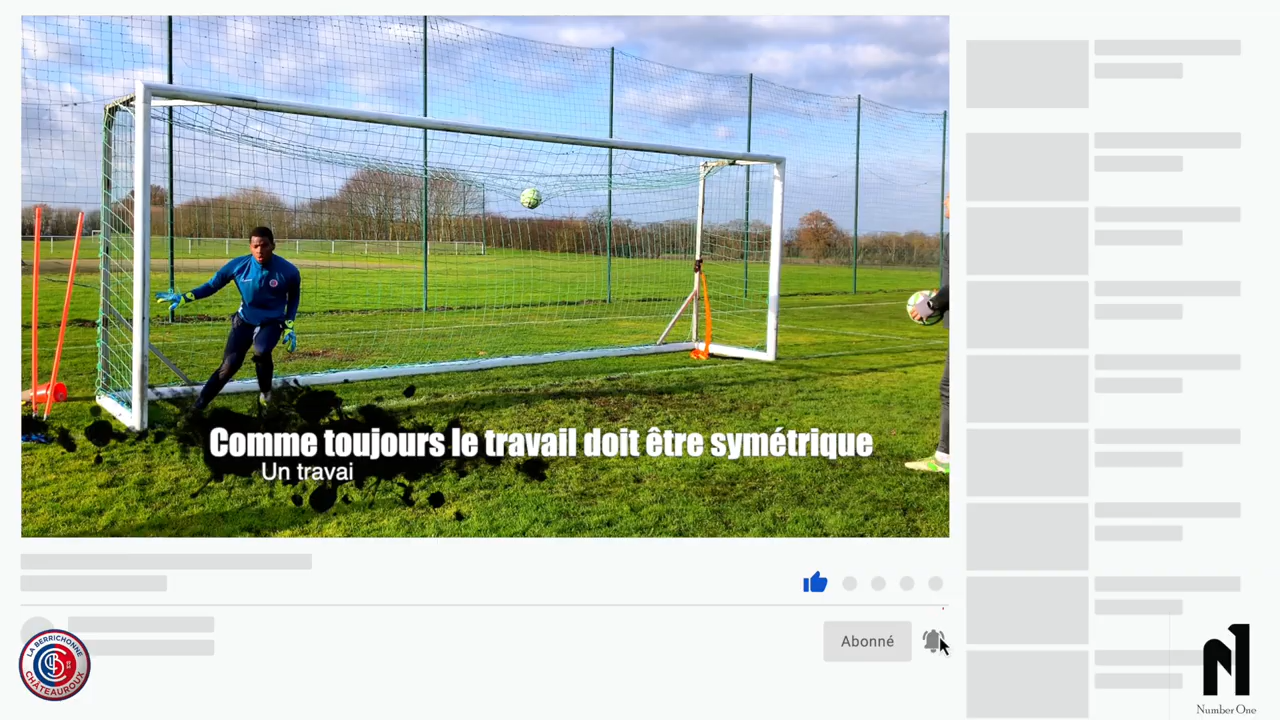 Comme toujours le travail doit être symétrique
Un travai
Abonné
LA BERRICHONNE
CHÂTEAUROUX
Number One